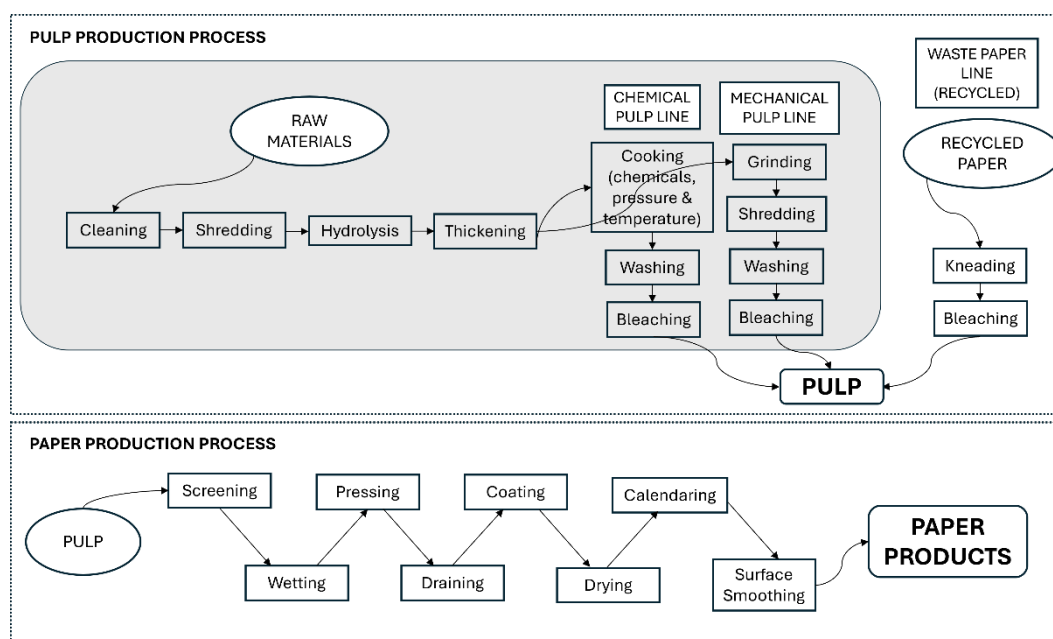 PULP PRODUCTION PROCESS
WASTE PAPER
LINE
(RECYCLED)
CHEMICAL
PULP LINE
MECHANICAL
PULP LINE
RAW
MATERIALS
RECYCLED
PAPER
Cooking
(chemicals,
pressure &
temperature)
Grinding
Cleaning
Shredding
Hydrolysis
Thickening
Shredding
Washing
Washing
Kneading
Bleaching
Bleaching
Bleaching
PULP
PAPER PRODUCTION PROCESS
Screening
Pressing
Coating
Calendaring
PULP
PAPER
PRODUCTS
Wetting
Draining
Drying
Surface
Smoothing